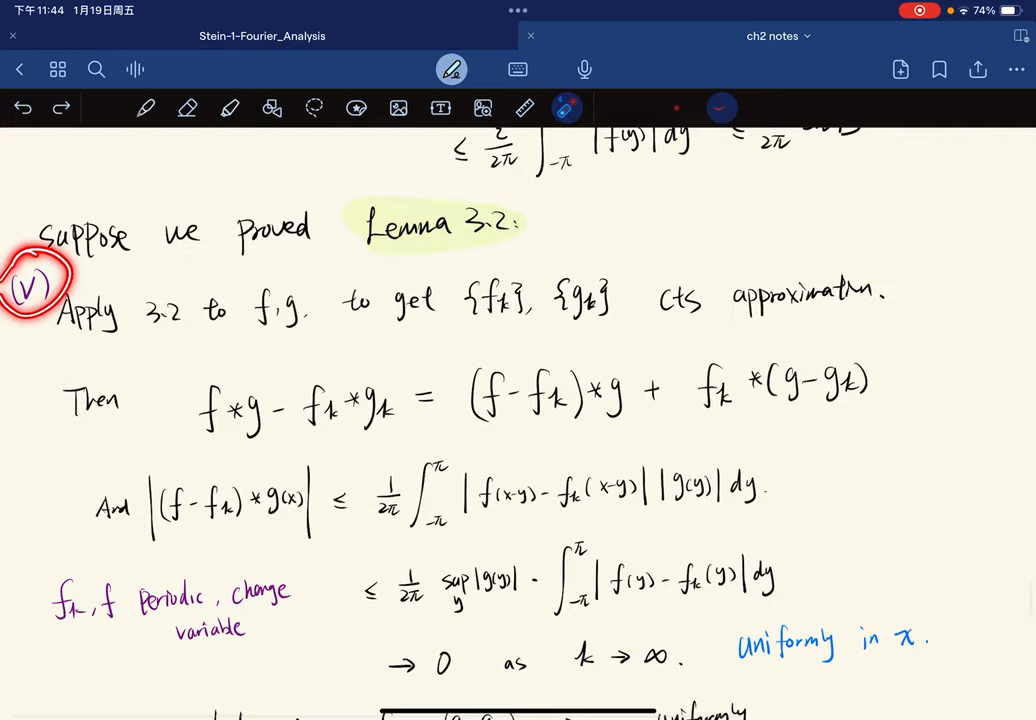 下午11:44 1月19日周五
74%
Stein-1-Fourier_Analysis
ch2 notes
≤ 2/2π ∫_{-π} |f(y)| dy ≤ 2π
Suppose we proved Lemma 3.2:
(v)
Apply 3.2 to f, g. to get {f_k}, {g_k} cts approximation.
Then f*g - f_k*g_k = (f-f_k)*g + f_k*(g-g_k)
And |(f-f_k)*g(x)| ≤ 1/2π ∫_{-π}^{π} |f(x-y) - f_k(x-y)| |g(y)| dy.
f_k, f periodic, change variable
≤ 1/2π sup_y |g(y)| · ∫_{-π}^{π} |f(y) - f_k(y)| dy
→ 0 as k → ∞. uniformly in x.
uniformly